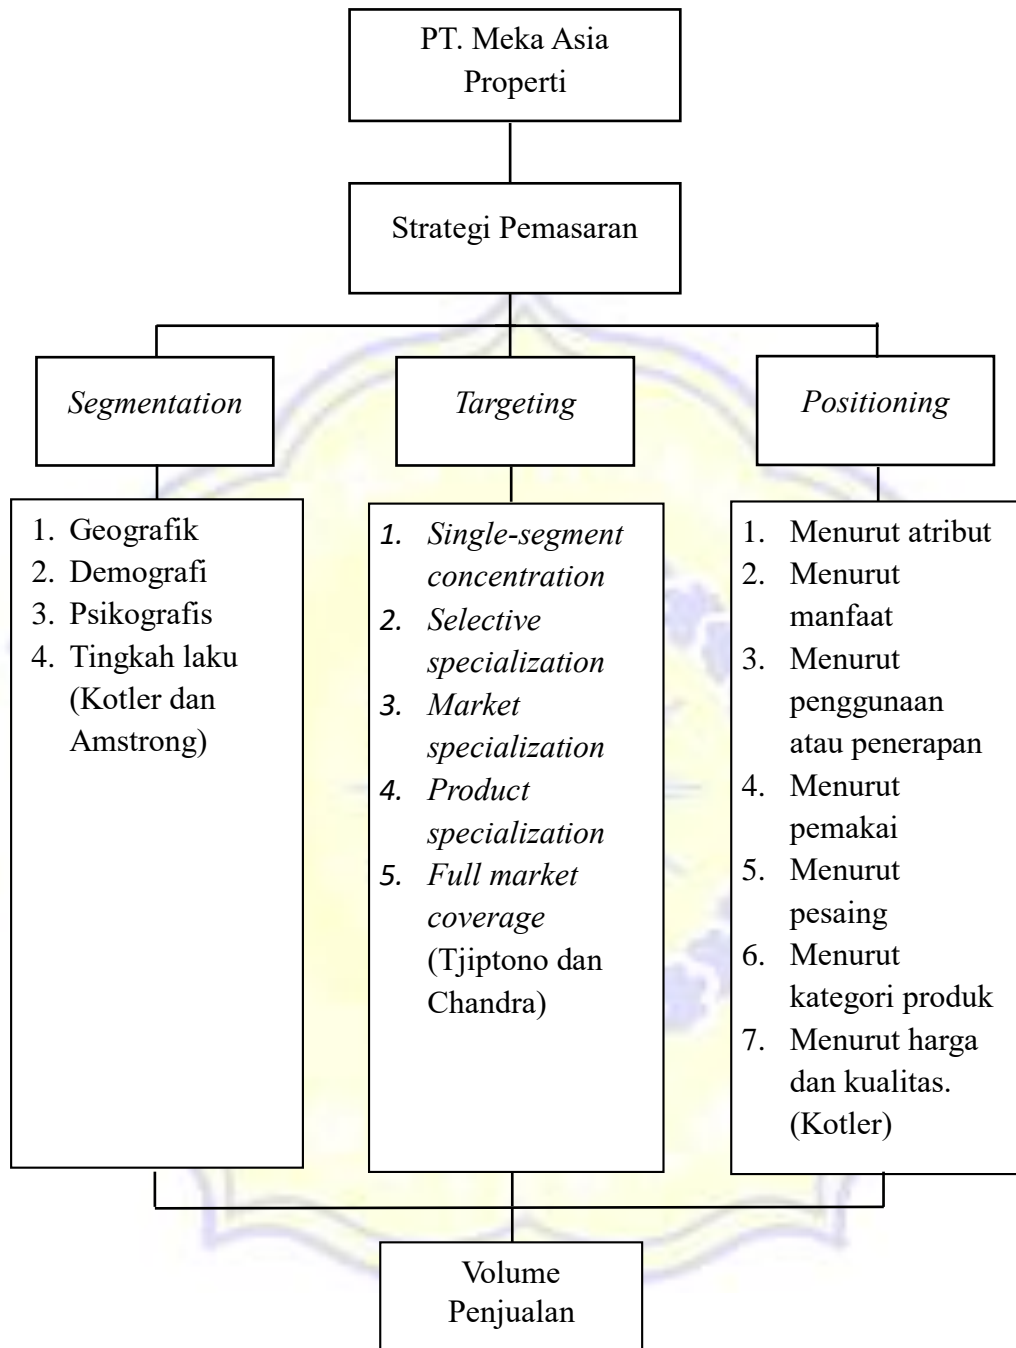 PT. Meka Asia
Properti
Strategi Pemasaran
Segmentation
Targeting
Positioning
1. Geografik
2. Demografi
3. Psikografis
4. Tingkah laku
(Kotler dan
Amstrong)
1. Single-segment
concentration
2. Selective
specialization
3. Market
specialization
4. Product
specialization
5. Full market
coverage
(Tjiptono dan
Chandra)
1. Menurut atribut
2. Menurut
manfaat
3. Menurut
penggunaan
atau penerapan
4. Menurut
pemakai
5. Menurut
pesaing
6. Menurut
kategori produk
7. Menurut harga
dan kualitas.
(Kotler)
Volume
Penjualan